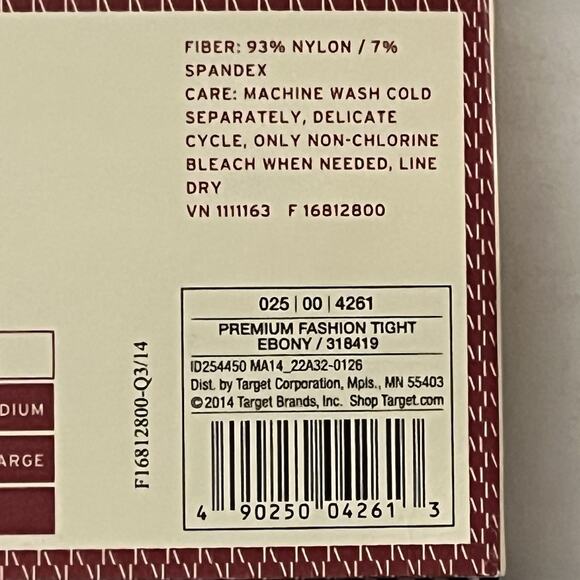 FIBER: 93% NYLON / 7%
SPANDEX
CARE: MACHINE WASH COLD
SEPARATELY, DELICATE
CYCLE, ONLY NON-CHLORINE
BLEACH WHEN NEEDED, LINE
DRY
VN 1111163 F 16812800
025 | 00 | 4261
PREMIUM FASHION TIGHT
EBONY / 318419
ID254450 MA14_22A32-0126
Dist. by Target Corporation, Mpls., MN 55403
© 2014 Target Brands, Inc. Shop Target.com
4 90250 04261 3
F16812800-Q3/14
DIUM
ARGE